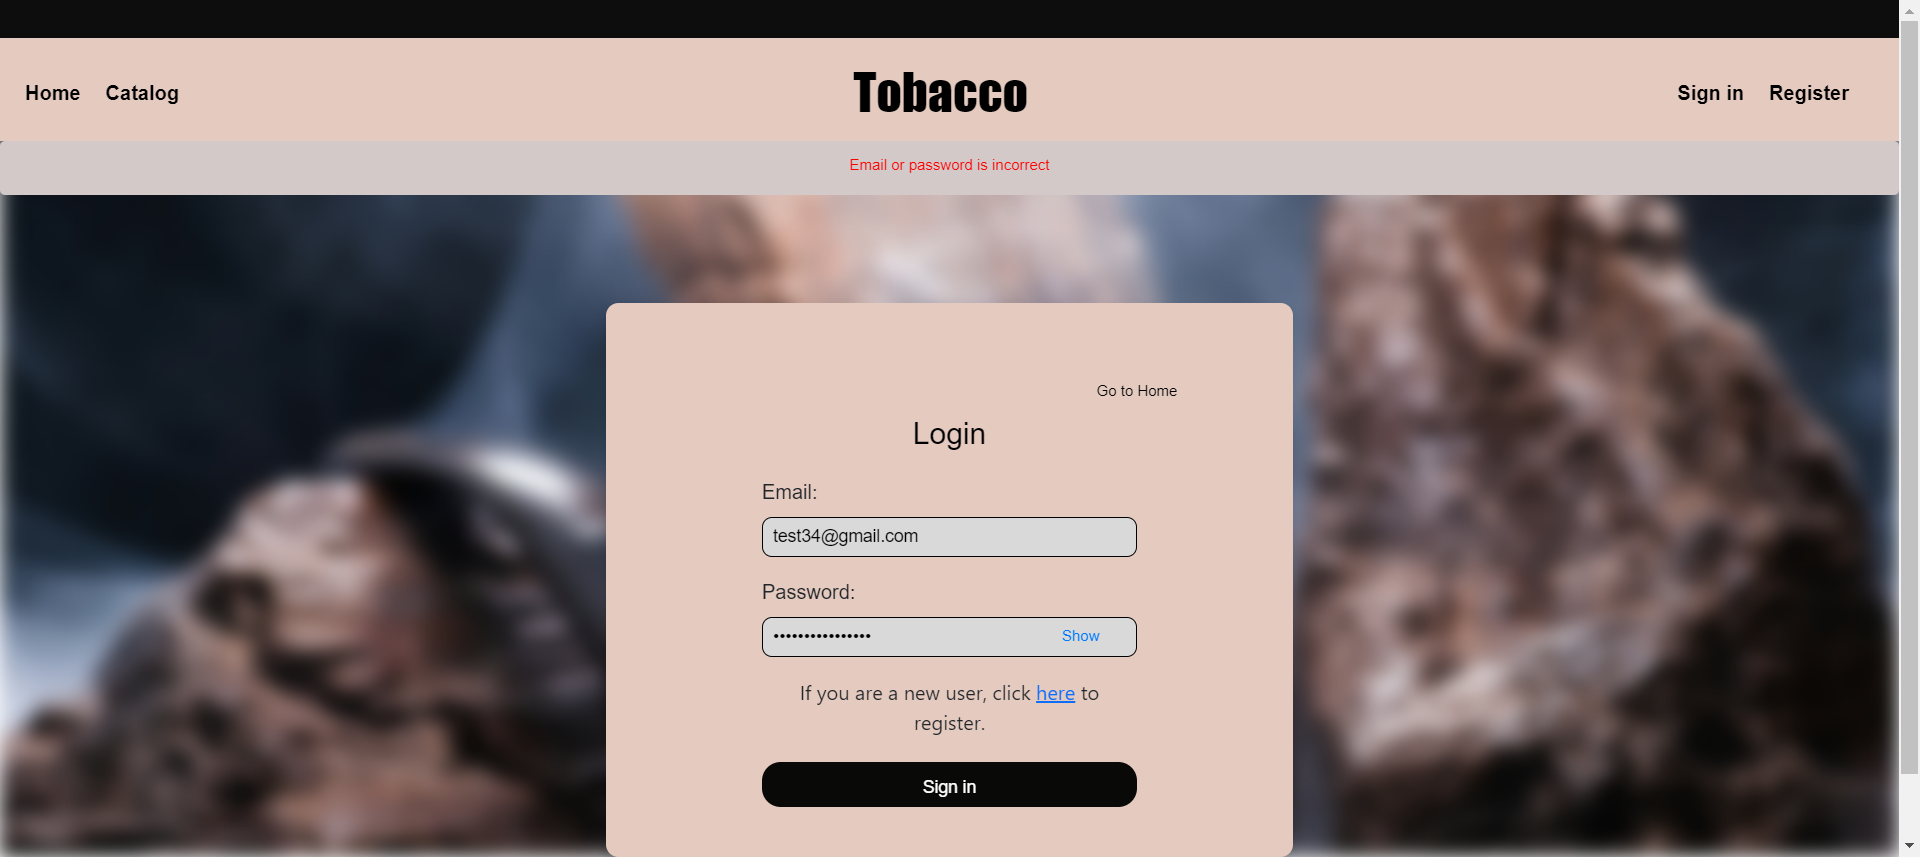 Home Catalog Tobacco Sign in Register
Email or password is incorrect
Go to Home
Login
Email:
test34@gmail.com
Password:
•••••••••••••••• Show
If you are a new user, click here to
register.
Sign in